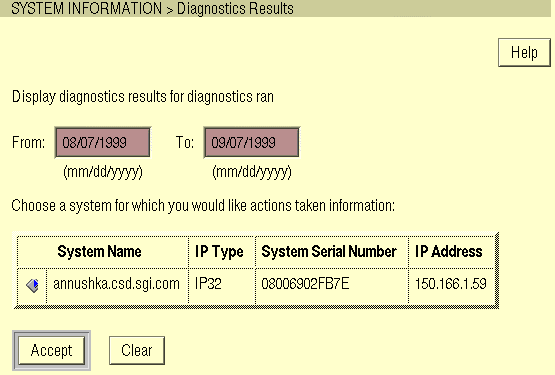 SYSTEM INFORMATION > Diagnostics Results
Help
Display diagnostics results for diagnostics ran
From: 08/07/1999 To: 09/07/1999
(mm/dd/yyyy) (mm/dd/yyyy)
Choose a system for which you would like actions taken information:
System Name IP Type System Serial Number IP Address
annushka.csd.sgi.com IP32 08006902FB7E 150.166.1.59
Accept Clear